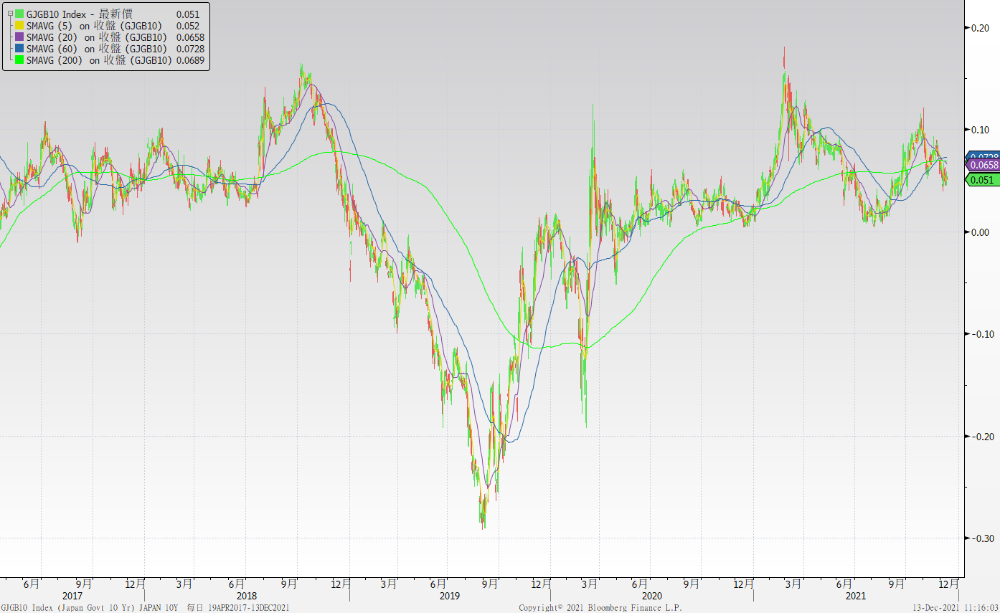 GJGB10 Index - 最新價 0.051
SMAVG (5) on 收盤 (GJGB10) 0.052
SMAVG (20) on 收盤 (GJGB10) 0.0658
SMAVG (60) on 收盤 (GJGB10) 0.0728
SMAVG (200) on 收盤 (GJGB10) 0.0689
0.20
0.10
0.0728
0.0658
0.051
0.00
-0.10
-0.20
-0.30
6月 9月 12月 3月 6月 9月 12月 3月 6月 9月 12月 3月 6月 9月 12月 3月 6月 9月 12月
2017 2018 2019 2020 2021
GJGB10 Index (Japan Govt 10 Yr) JAPAN 10Y 每日 19APR2017-13DEC2021 Copyright© 2021 Bloomberg Finance L.P. 13-Dec-2021 11:16:03